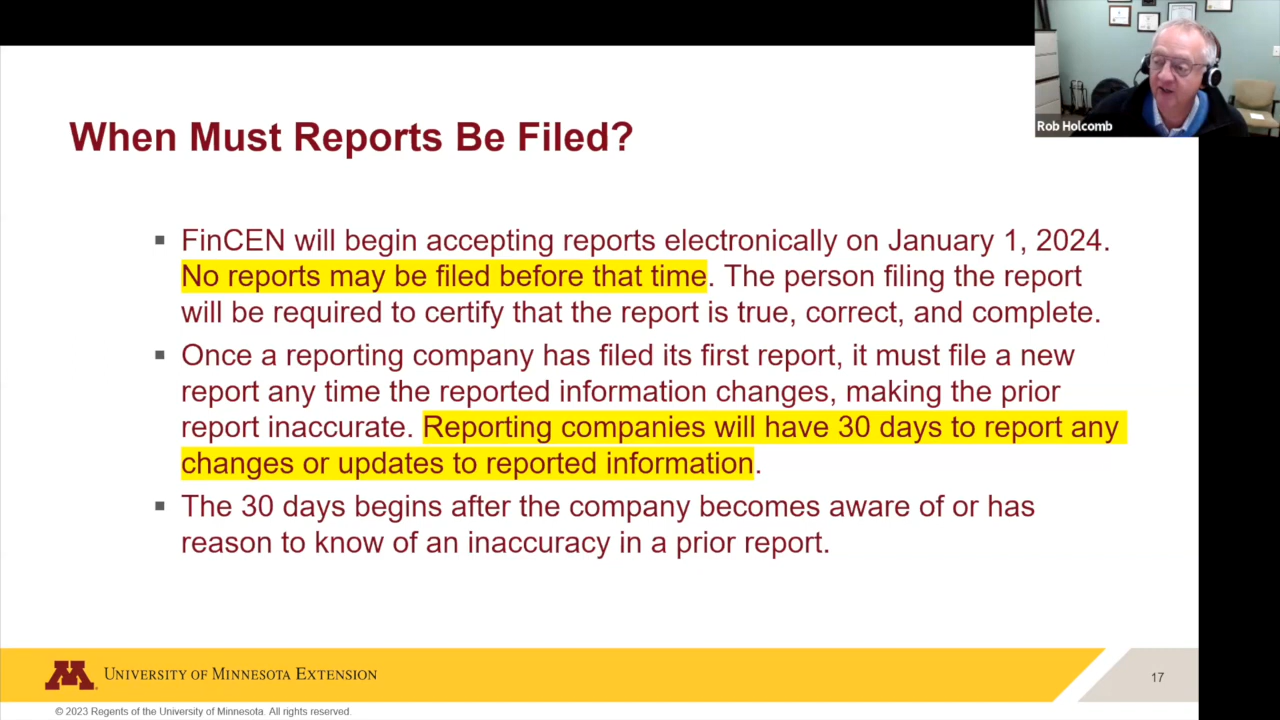 Rob Holcomb
When Must Reports Be Filed?
▪ FinCEN will begin accepting reports electronically on January 1, 2024.
No reports may be filed before that time. The person filing the report
will be required to certify that the report is true, correct, and complete.
▪ Once a reporting company has filed its first report, it must file a new
report any time the reported information changes, making the prior
report inaccurate. Reporting companies will have 30 days to report any
changes or updates to reported information.
▪ The 30 days begins after the company becomes aware of or has
reason to know of an inaccuracy in a prior report.
M
UNIVERSITY OF MINNESOTA EXTENSION
17
© 2023 Regents of the University of Minnesota. All rights reserved.